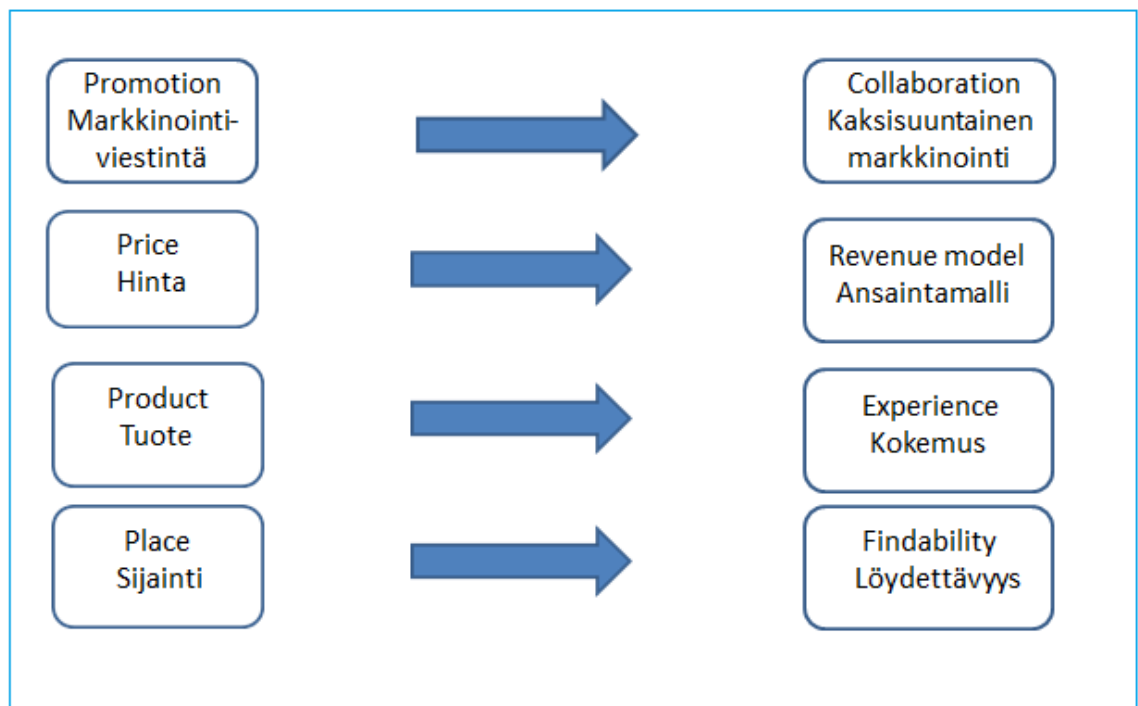 Promotion
Markkinointi-
viestintä
Collaboration
Kaksisuuntainen
markkinointi
Price
Hinta
Revenue model
Ansaintamalli
Product
Tuote
Experience
Kokemus
Place
Sijainti
Findability
Löydettävyys